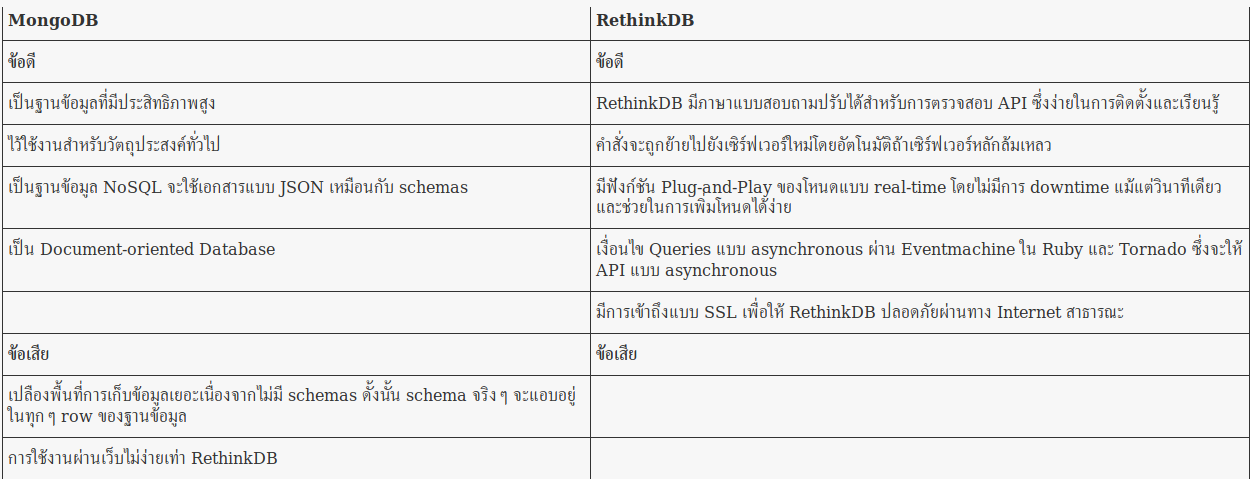 MongoDB
RethinkDB
ข้อดี
ข้อดี
เป็นฐานข้อมูลที่มีประสิทธิภาพสูง
RethinkDB มีภาษาแบบสอบถามปรับได้สำหรับการตรวจสอบ API ซึ่งง่ายในการติดตั้งและเรียนรู้
ไว้ใช้งานสำหรับวัตถุประสงค์ทั่วไป
คำสั่งจะถูกย้ายไปยังเซิร์ฟเวอร์ใหม่โดยอัตโนมัติถ้าเซิร์ฟเวอร์หลักล้มเหลว
เป็นฐานข้อมูล NoSQL จะใช้เอกสารแบบ JSON เหมือนกับ schemas
มีฟังก์ชัน Plug-and-Play ของโหนดแบบ real-time โดยไม่มีการ downtime แม้แต่วินาทีเดียว
และช่วยในการเพิ่มโหนดได้ง่าย
เป็น Document-oriented Database
เงื่อนไข Queries แบบ asynchronous ผ่าน Eventmachine ใน Ruby และ Tornado ซึ่งจะให้
API แบบ asynchronous
มีการเข้าถึงแบบ SSL เพื่อให้ RethinkDB ปลอดภัยผ่านทาง Internet สาธารณะ
ข้อเสีย
ข้อเสีย
เปลืองพื้นที่การเก็บข้อมูลเยอะเนื่องจากไม่มี schemas ดั้งนั้น schema จริงๆ จะแอบอยู่
ในทุกๆ row ของฐานข้อมูล
การใช้งานผ่านเว็บไม่ง่ายเท่า RethinkDB